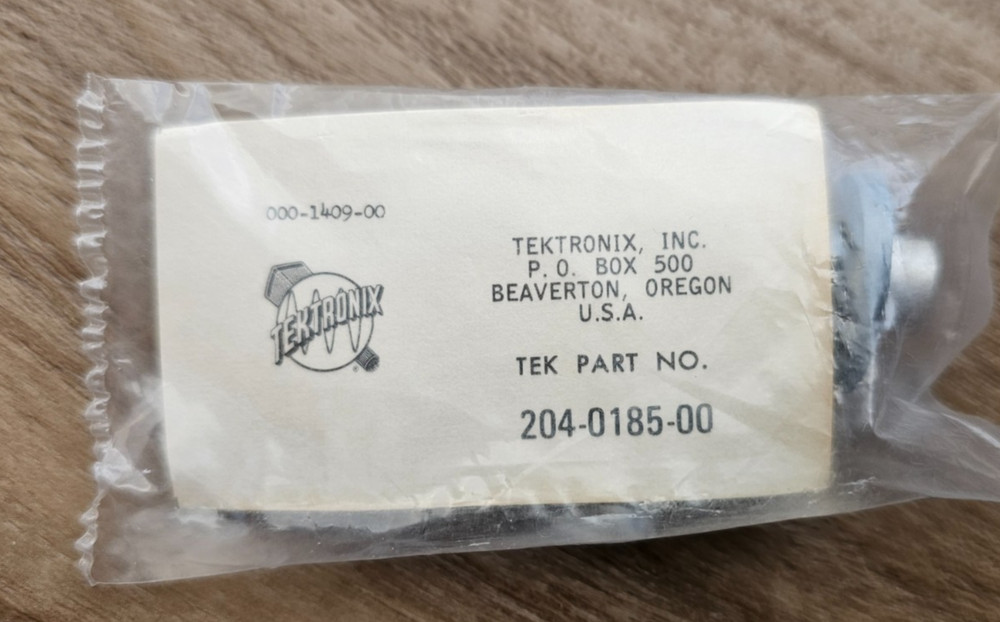 000-1409-00
TEKTRONIX
®
TEKTRONIX, INC.
P. O. BOX 500
BEAVERTON, OREGON
U.S.A.
TEK PART NO.
204-0185-00